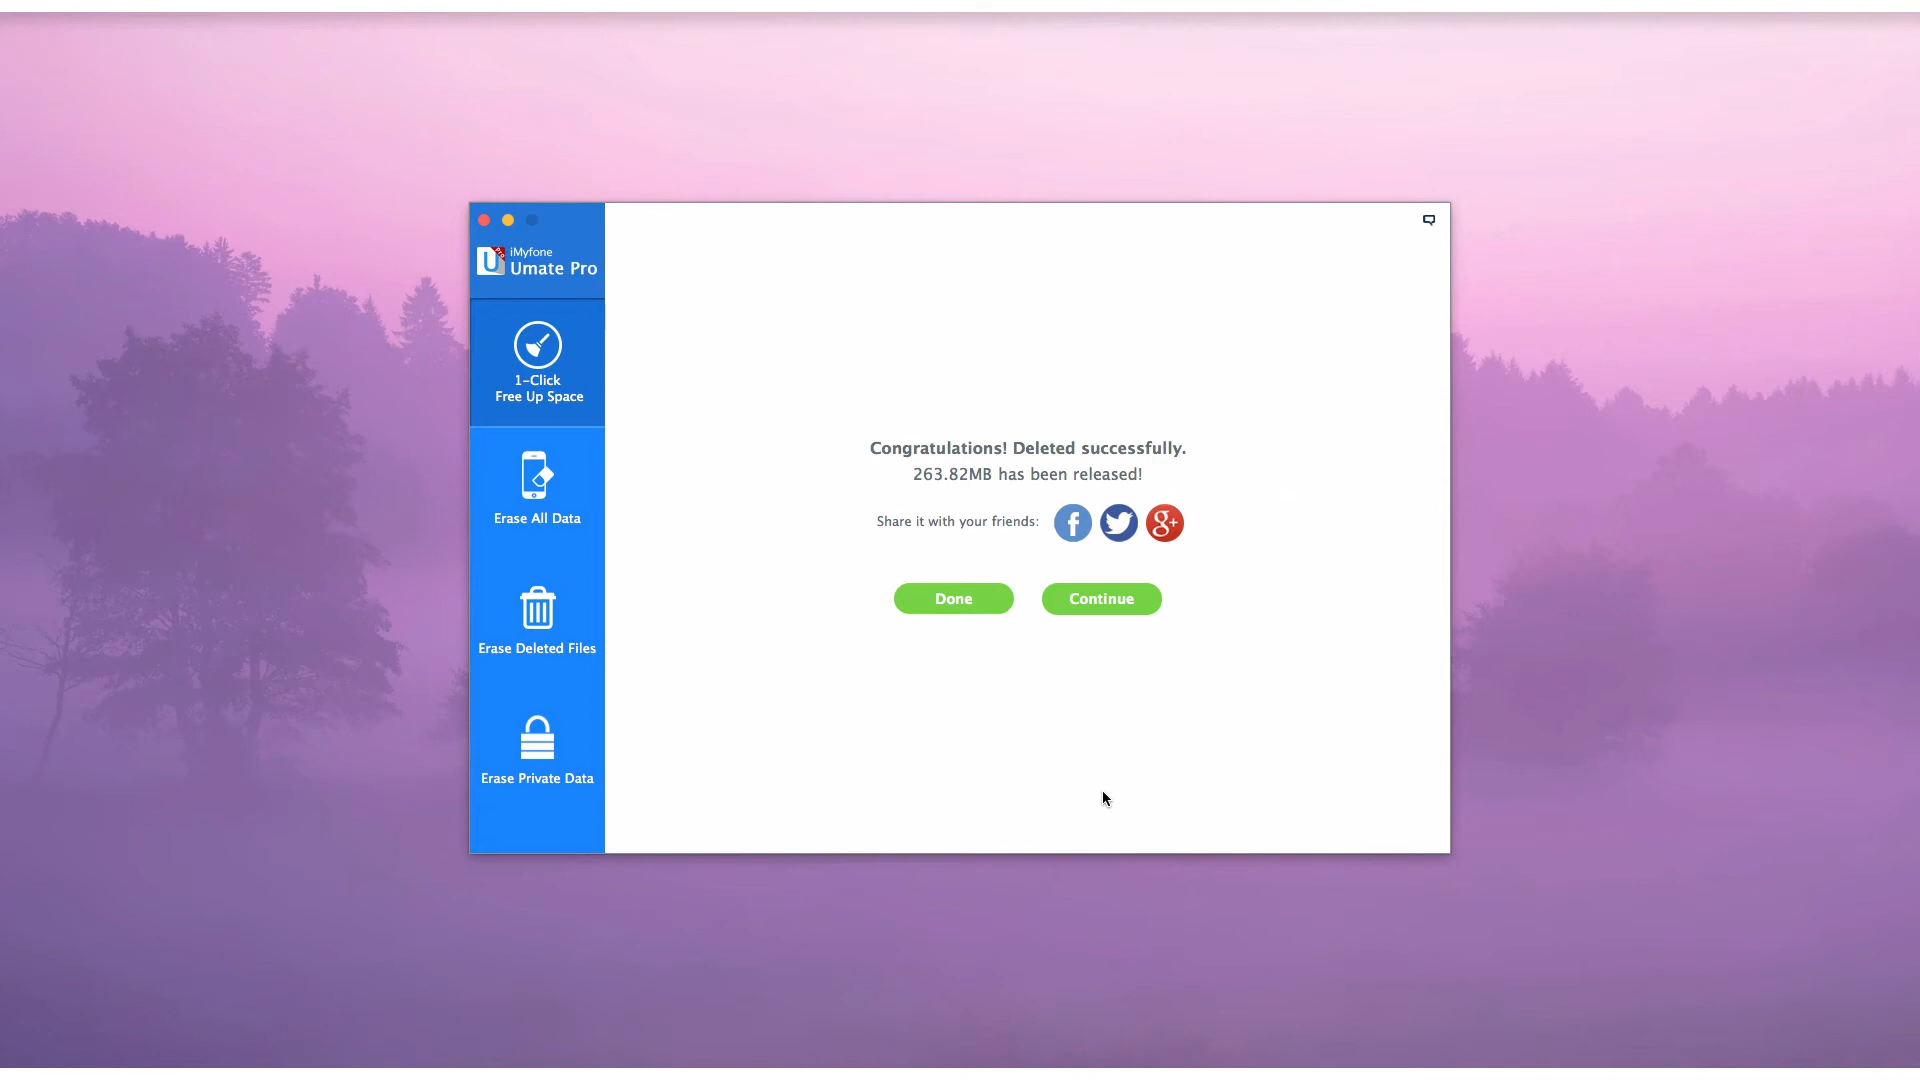 iMyfone
Umate Pro
1-Click
Free Up Space
Erase All Data
Erase Deleted Files
Erase Private Data
Congratulations! Deleted successfully.
263.82MB has been released!
Share it with your friends:
Done
Continue